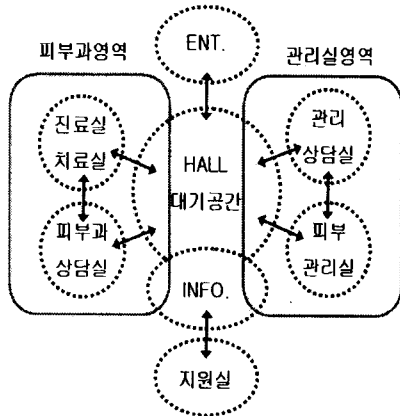 ENT.
피부과영역
관리실영역
진료실
치료실
HALL
대기공간
관리
상담실
피부과
상담실
피부
관리실
INFO.
지원실